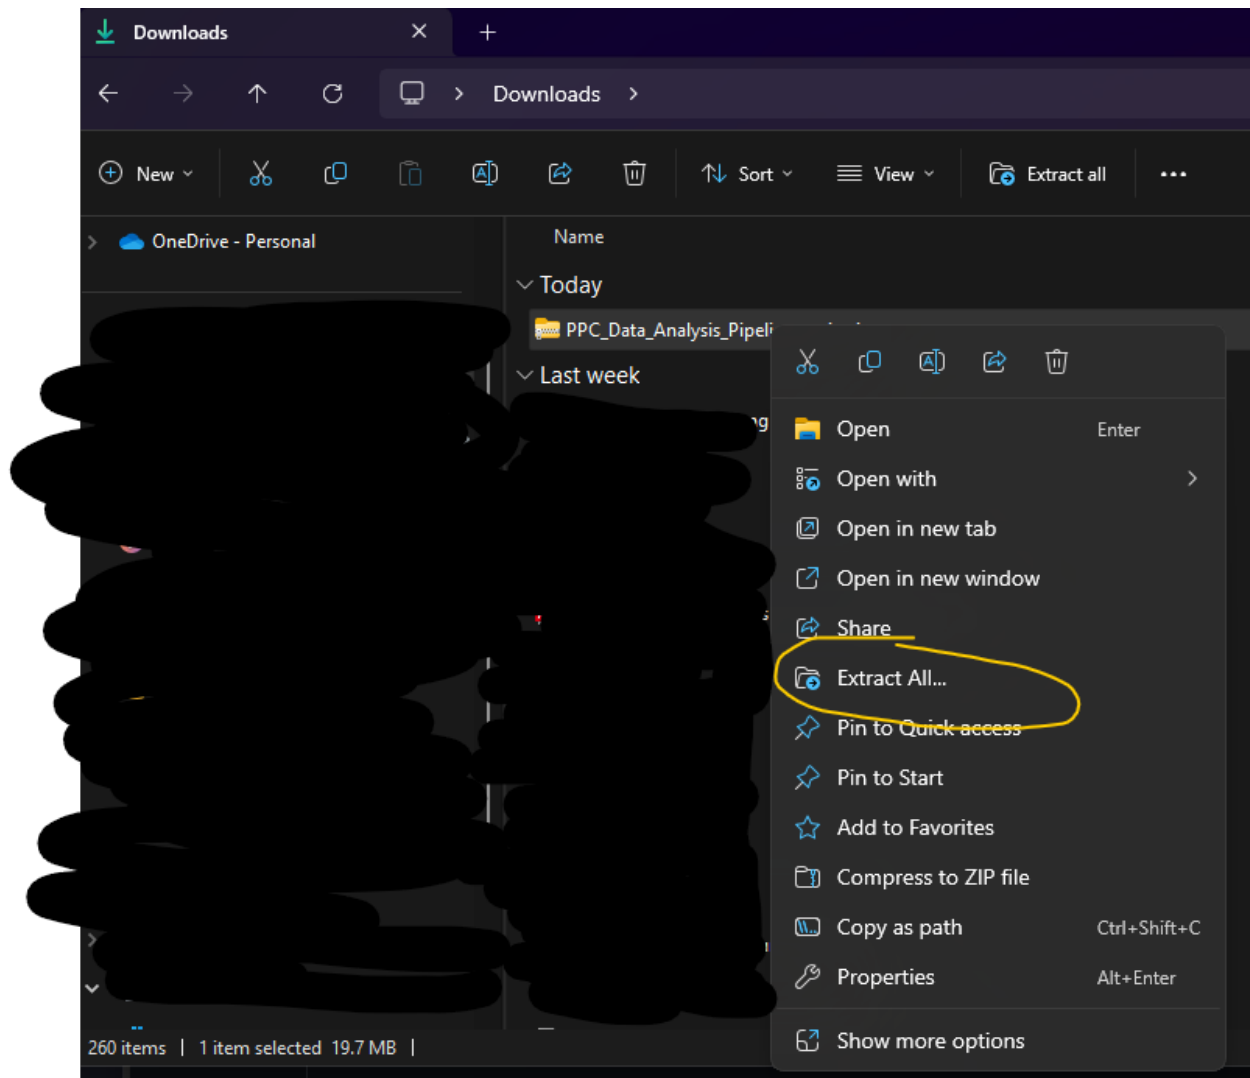 Downloads
Downloads
New
Sort
View
Extract all
OneDrive - Personal
Name
Today
PPC_Data_Analysis_Pipeli
Last week
Open Enter
Open with
Open in new tab
Open in new window
Share
Extract All...
Pin to Quick access
Pin to Start
Add to Favorites
Compress to ZIP file
Copy as path Ctrl+Shift+C
Properties Alt+Enter
Show more options
260 items | 1 item selected 19.7 MB |